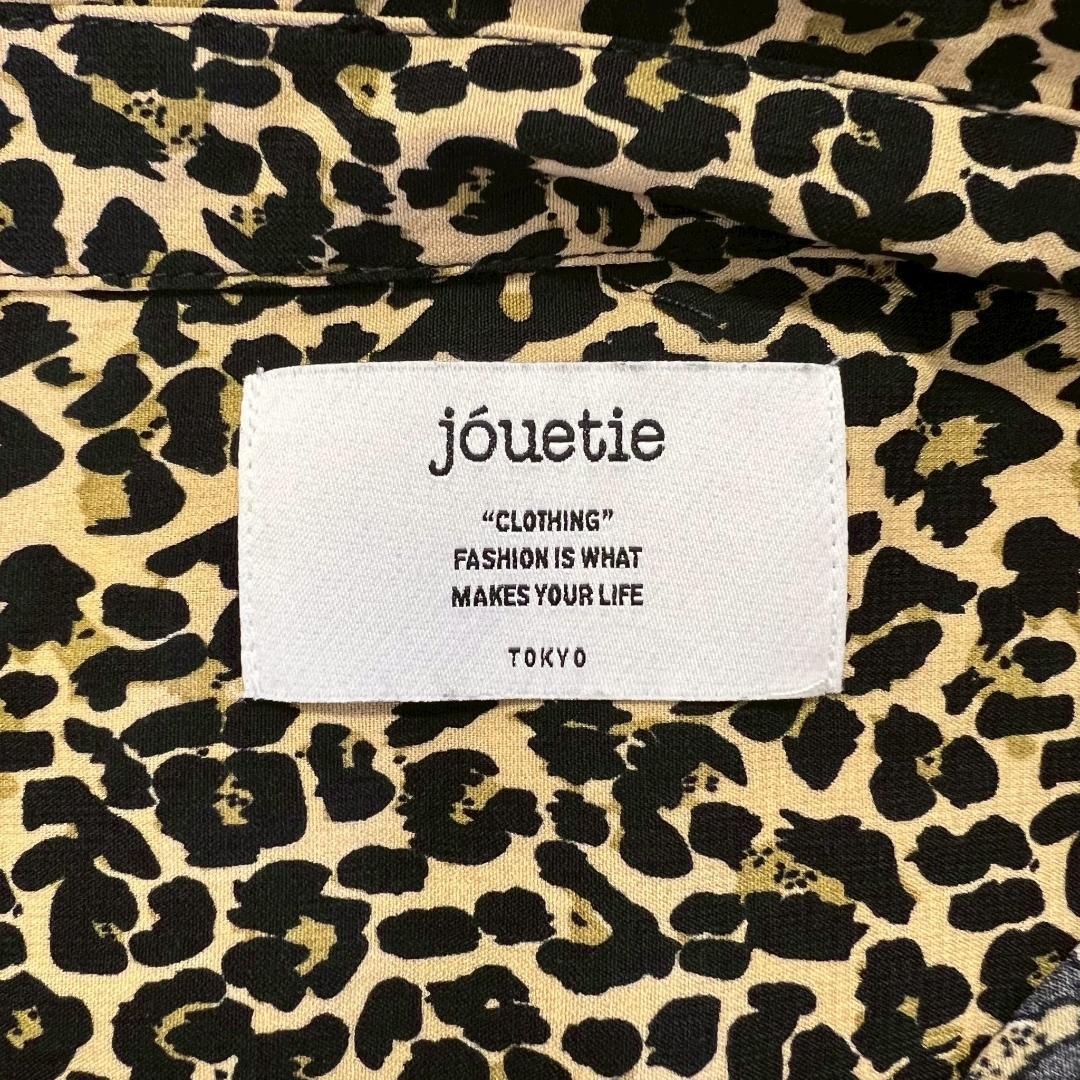 jóuetie
“CLOTHING”
FASHION IS WHAT
MAKES YOUR LIFE
TOKYO